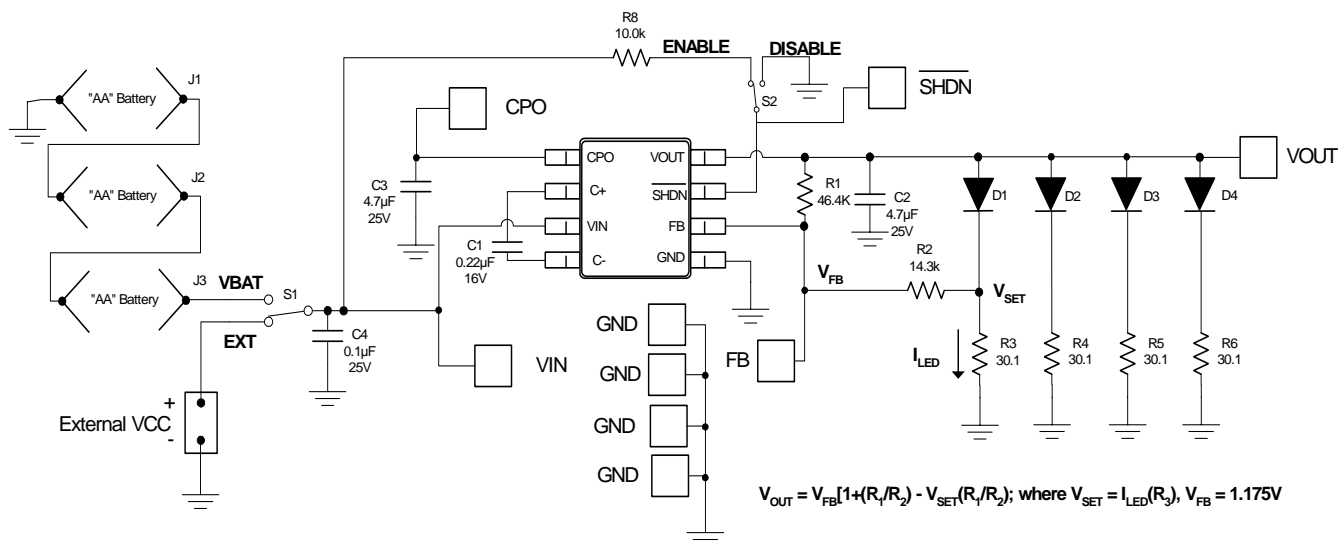 R8
10.0k
ENABLE
DISABLE
S2
SHDN
J1
"AA" Battery
CPO
C3
4.7µF
25V
CPO
C+
VIN
C-
VOUT
SHDN
FB
GND
R1
46.4K
C2
4.7µF
25V
D1
D2
D3
D4
VOUT
J2
"AA" Battery
C1
0.22µF
16V
J3
"AA" Battery
VBAT
S1
EXT
C4
0.1µF
25V
VIN
VFB
R2
14.3k
VSET
FB
ILED
R3
30.1
R4
30.1
R5
30.1
R6
30.1
GND
GND
GND
GND
External VCC
+
-
VOUT = VFB[1+(R1/R2) - VSET(R1/R2); where VSET = ILED(R3), VFB = 1.175V